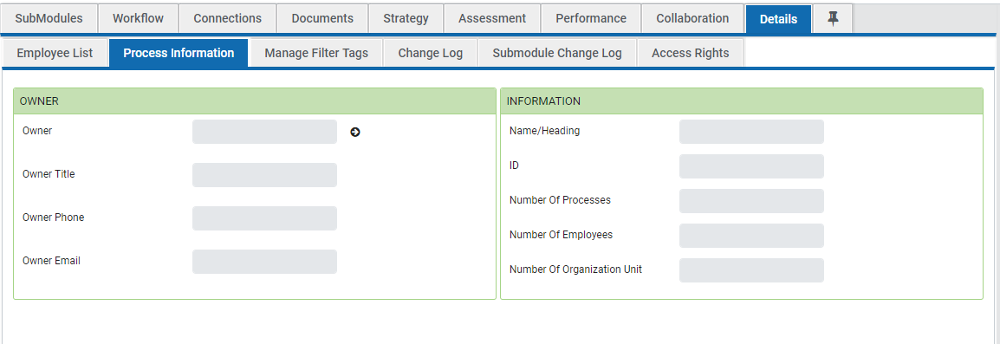 SubModules Workflow Connections Documents Strategy Assessment Performance Collaboration Details
Employee List Process Information Manage Filter Tags Change Log Submodule Change Log Access Rights
OWNER
Owner
Owner Title
Owner Phone
Owner Email
INFORMATION
Name/Heading
ID
Number Of Processes
Number Of Employees
Number Of Organization Unit